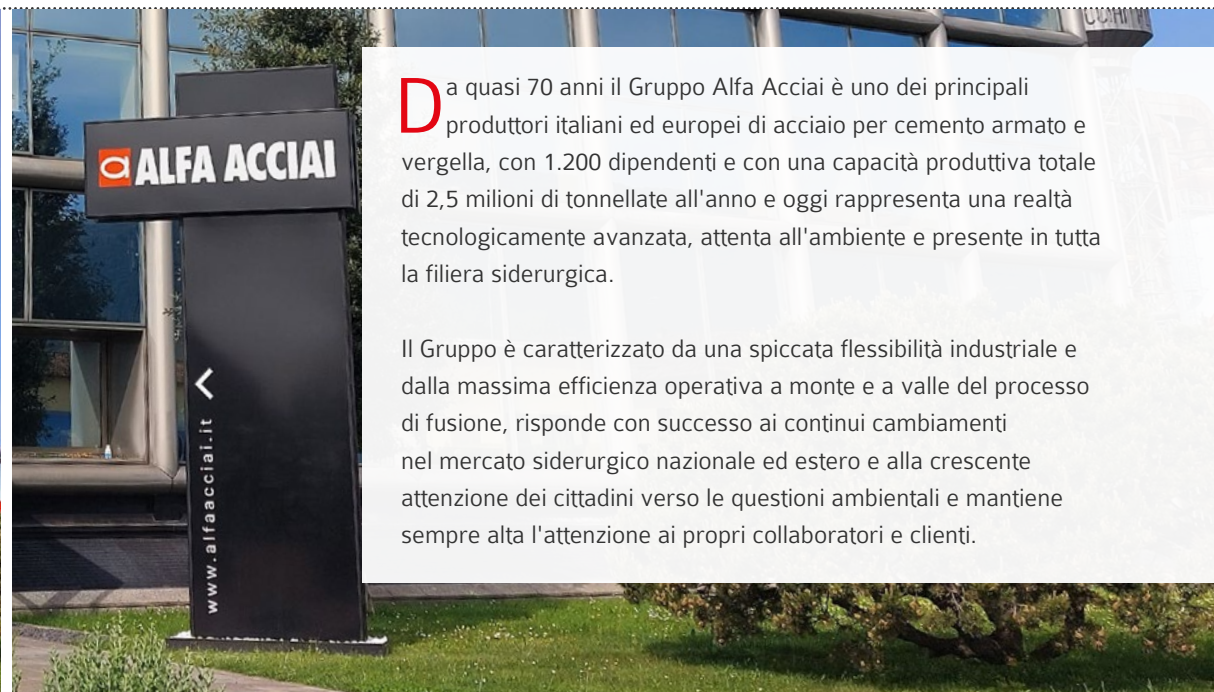 ALFA ACCIAI
www.alfaacciai.it
Da quasi 70 anni il Gruppo Alfa Acciai è uno dei principali
produttori italiani ed europei di acciaio per cemento armato e
vergella, con 1.200 dipendenti e con una capacità produttiva totale
di 2,5 milioni di tonnellate all'anno e oggi rappresenta una realtà
tecnologicamente avanzata, attenta all'ambiente e presente in tutta
la filiera siderurgica.
Il Gruppo è caratterizzato da una spiccata flessibilità industriale e
dalla massima efficienza operativa a monte e a valle del processo
di fusione, risponde con successo ai continui cambiamenti
nel mercato siderurgico nazionale ed estero e alla crescente
attenzione dei cittadini verso le questioni ambientali e mantiene
sempre alta l'attenzione ai propri collaboratori e clienti.